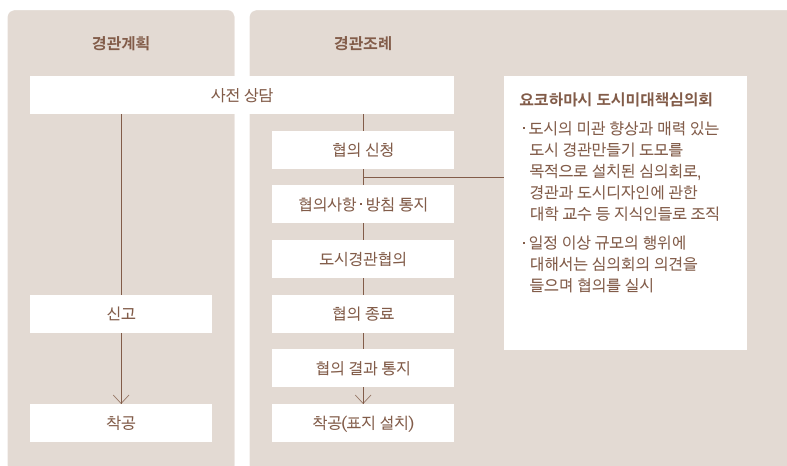 경관계획
경관조례
사전 상담
협의 신청
협의사항·방침 통지
도시경관협의
신고
협의 종료
협의 결과 통지
착공
착공(표지 설치)
요코하마시 도시미대책심의회
· 도시의 미관 향상과 매력 있는
도시 경관만들기 도모를
목적으로 설치된 심의회로,
경관과 도시디자인에 관한
대학 교수 등 지식인들로 조직
· 일정 이상 규모의 행위에
대해서는 심의회의 의견을
들으며 협의를 실시